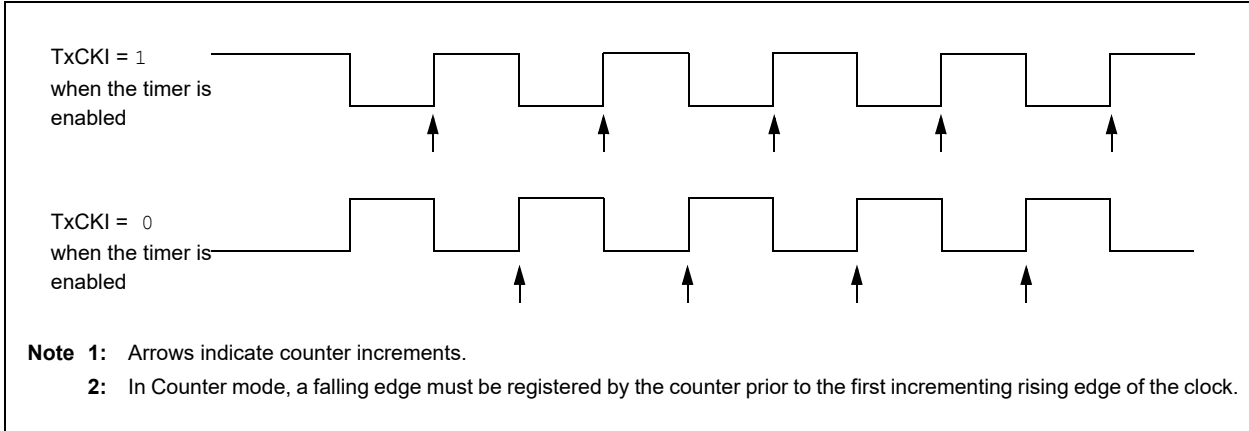 TxCKI = 1
when the timer is
enabled
TxCKI = 0
when the timer is
enabled
Note 1: Arrows indicate counter increments.
2: In Counter mode, a falling edge must be registered by the counter prior to the first incrementing rising edge of the clock.